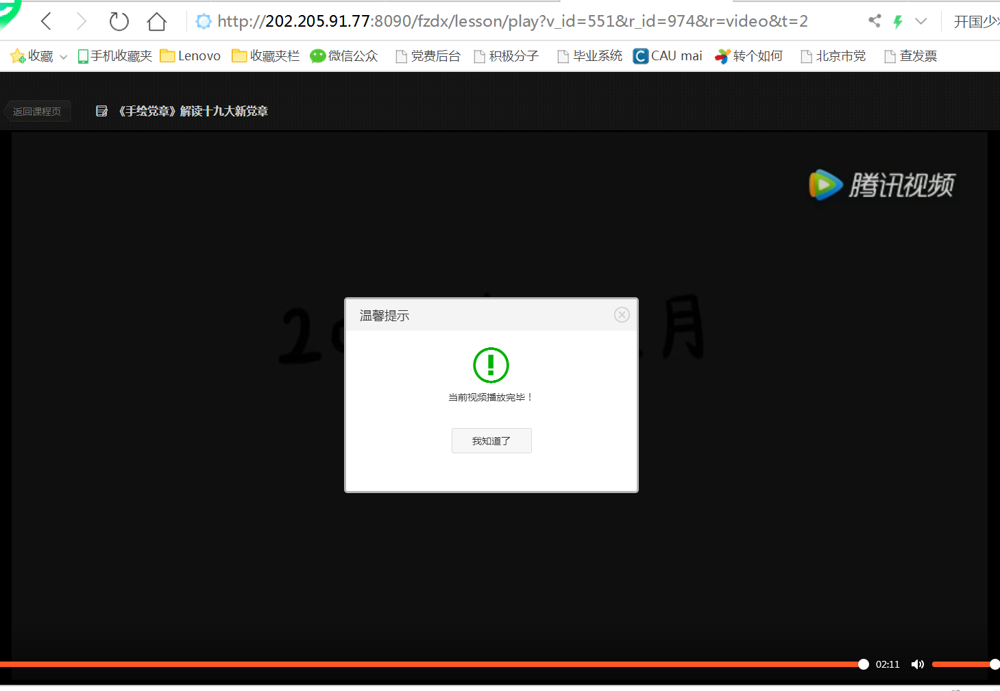 http://202.205.91.77:8090/fzdx/lesson/play?v_id=551&r_id=974&r=video&t=2 开国少
收藏 手机收藏夹 Lenovo 收藏夹栏 微信公众 党费后台 积极分子 毕业系统 CAU mai 转个如何 北京市党 查发票
返回课程页 《手绘党章》解读十九大新党章
腾讯视频
2 月
温馨提示
当前视频播放完毕！
我知道了
02:11